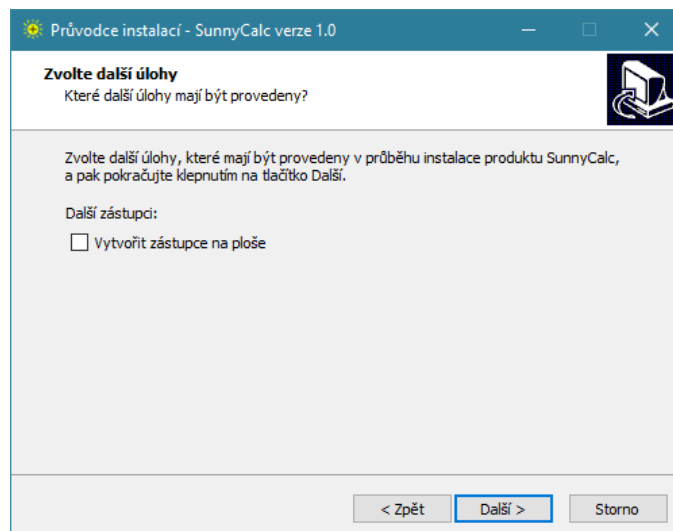 Průvodce instalací - SunnyCalc verze 1.0
Zvolte další úlohy
Které další úlohy mají být provedeny?
Zvolte další úlohy, které mají být provedeny v průběhu instalace produktu SunnyCalc,
a pak pokračujte klepnutím na tlačítko Další.
Další zástupci:
Vytvořit zástupce na ploše
< Zpět
Další >
Storno